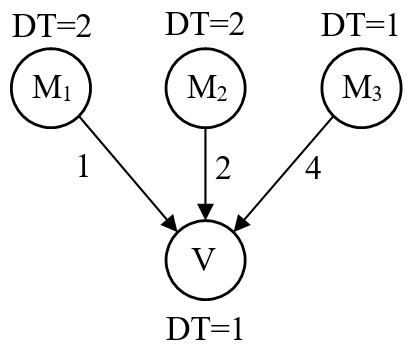 DT=2 DT=2 DT=1
M₁ M₂ M₃
1 2 4
V
DT=1